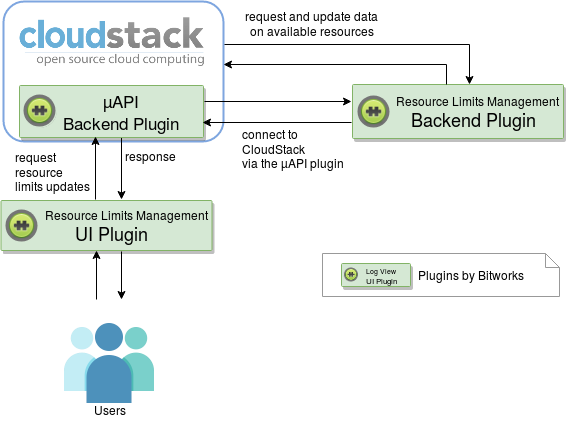 cloudstack
open source cloud computing
request and update data
on available resources
µAPI
Backend Plugin
Resource Limits Management
Backend Plugin
connect to
CloudStack
via the µAPI plugin
request
resource
limits updates
response
Resource Limits Management
UI Plugin
Log View
UI Plugin
Plugins by Bitworks
Users